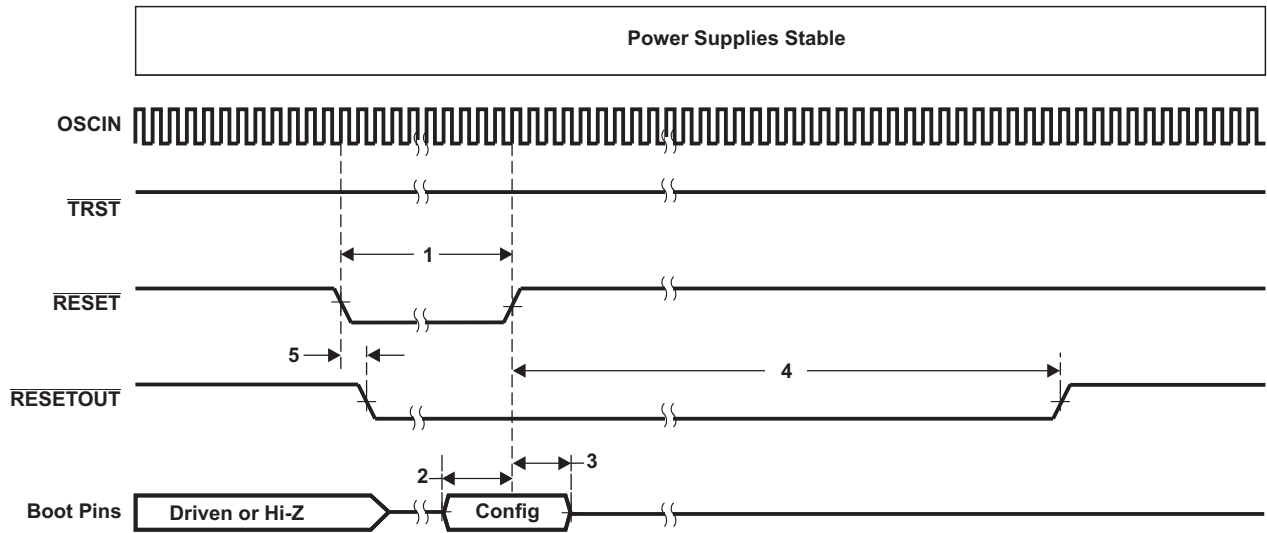 Power Supplies Stable
OSCIN
TRST
1
RESET
5
4
RESETOUT
2
3
Boot Pins
Driven or Hi-Z
Config